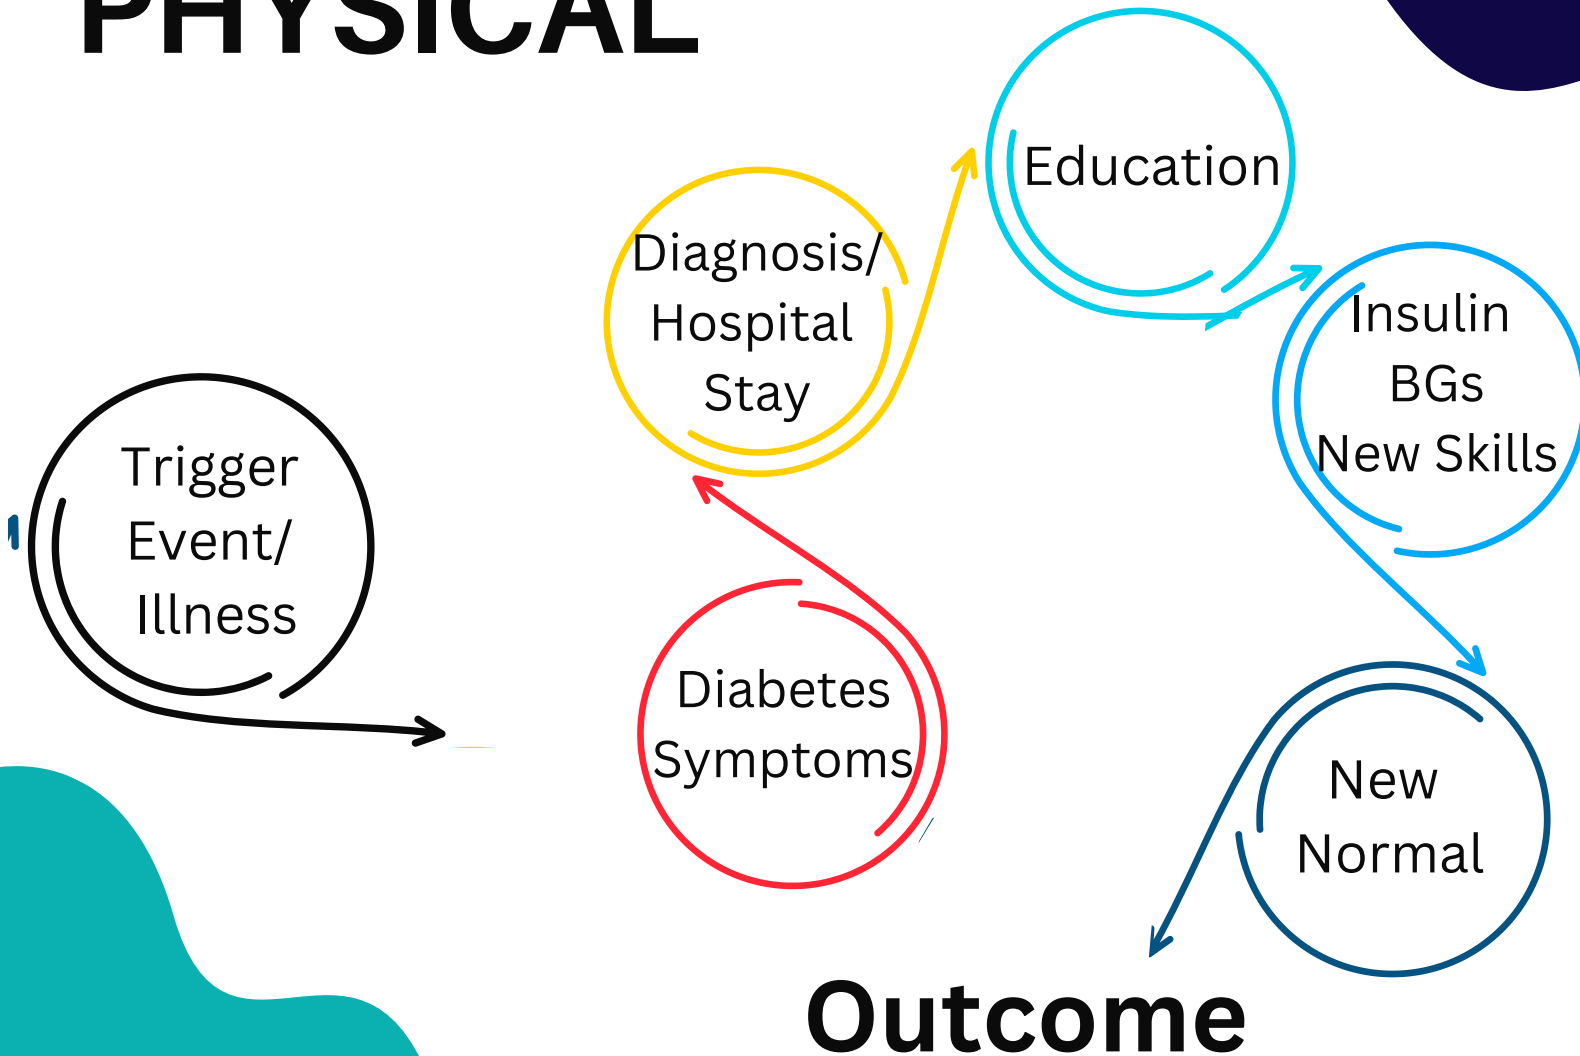 PHYSICAL
Trigger
Event/
Illness
Diabetes
Symptoms
Diagnosis/
Hospital
Stay
Education
Insulin
BGs
New Skills
New
Normal
Outcome